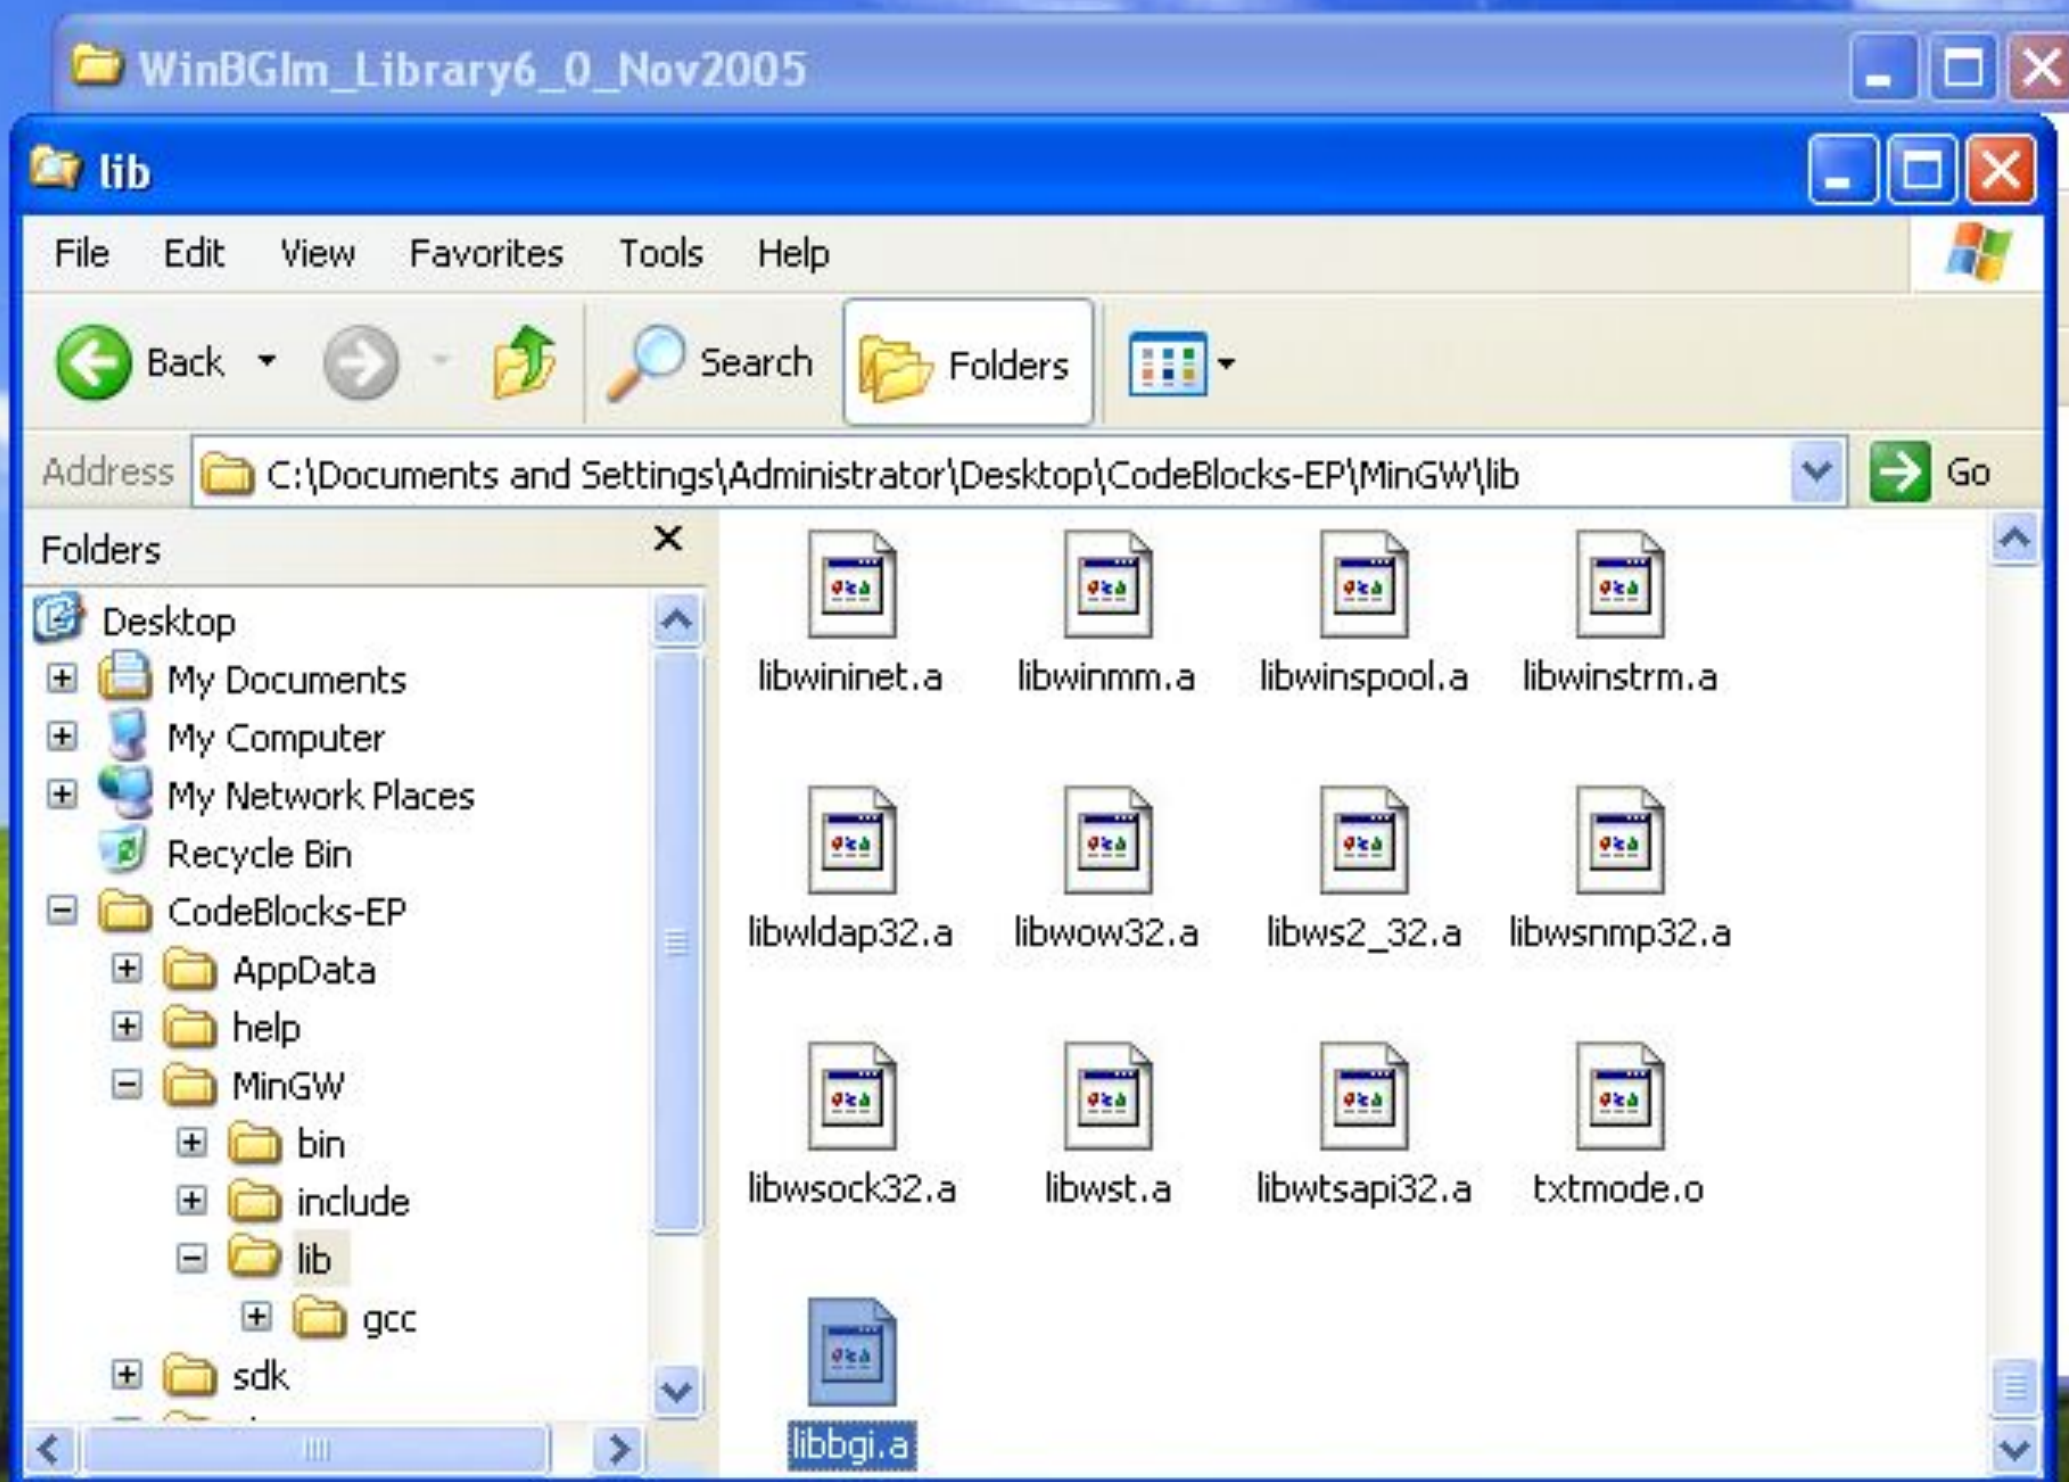 WinBGIm_Library6_0_Nov2005
lib
File Edit View Favorites Tools Help
Back Search Folders
Address C:\Documents and Settings\Administrator\Desktop\CodeBlocks-EP\MinGW\lib Go
Folders
Desktop
My Documents
My Computer
My Network Places
Recycle Bin
CodeBlocks-EP
AppData
help
MinGW
bin
include
lib
gcc
sdk
libwininet.a libwinmm.a libwinspool.a libwinstrm.a
libwldap32.a libwow32.a libws2_32.a libwsnmp32.a
libwsock32.a libwst.a libwtsapi32.a txtmode.o
libbgi.a